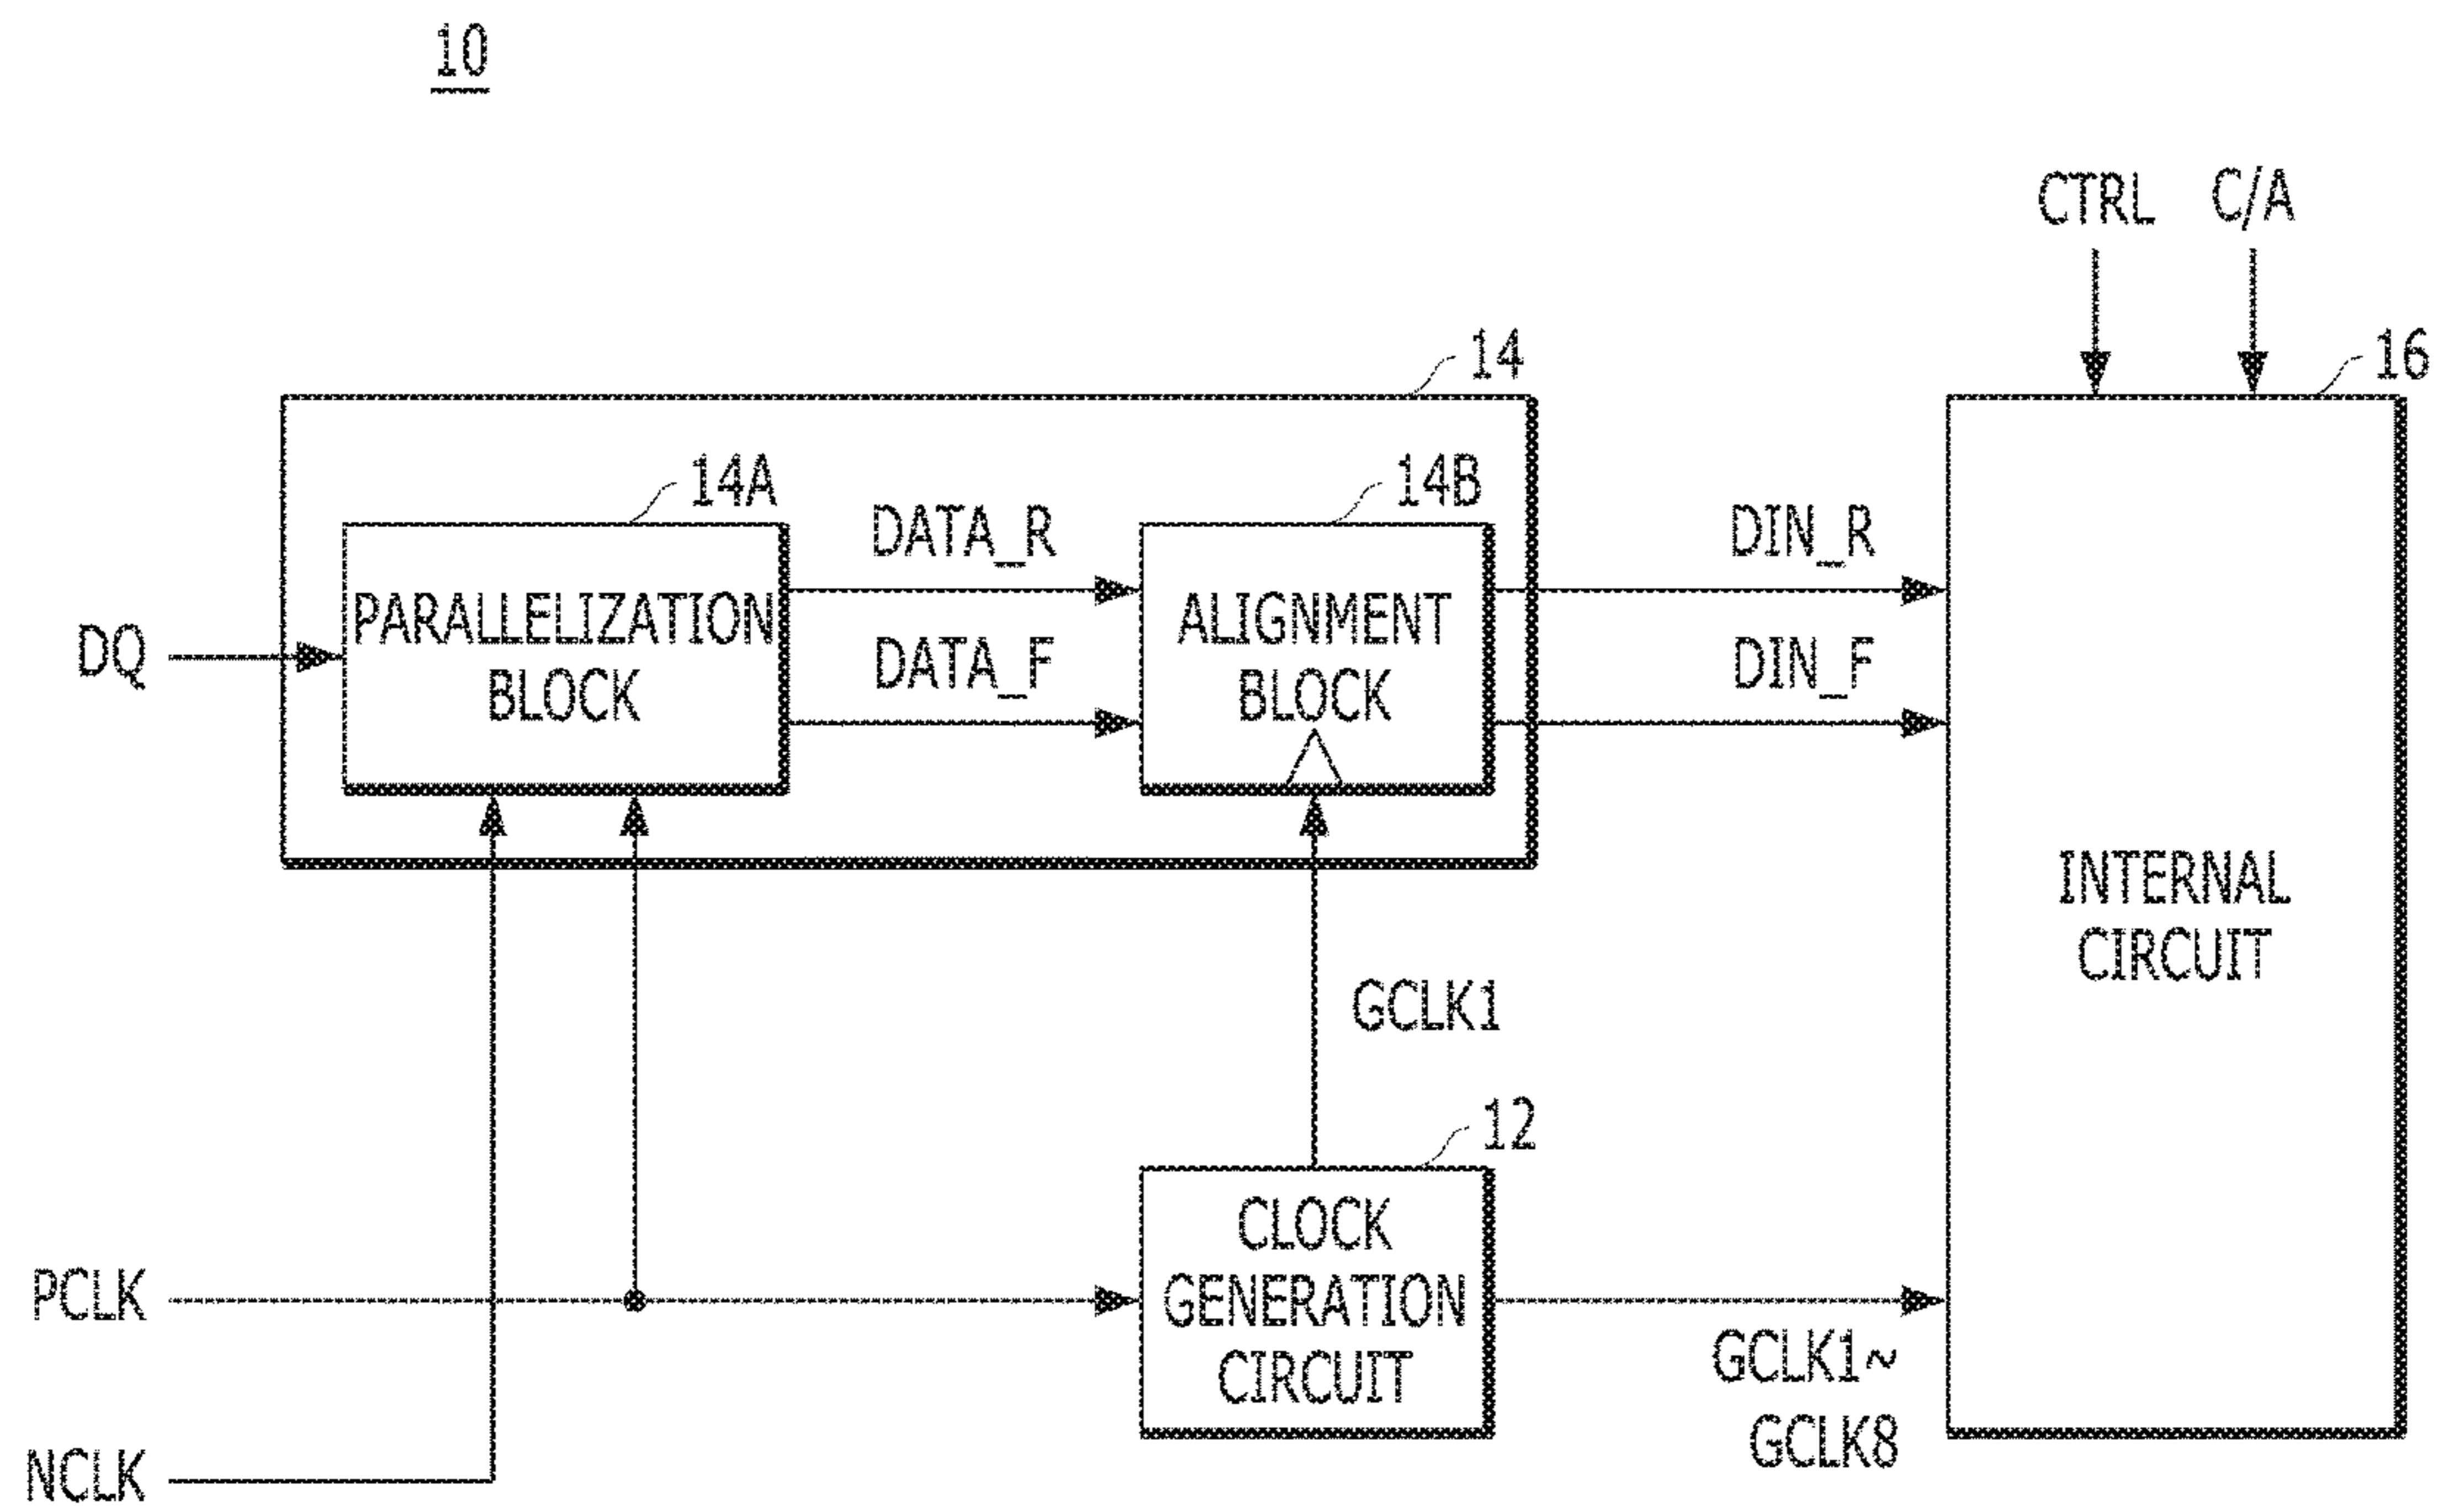 10
CTRL
C/A
14
16
14A
14B
DATA_R
DIN_R
PARALLELIZATION
BLOCK
ALIGNMENT
BLOCK
DQ
DATA_F
DIN_F
INTERNAL
CIRCUIT
GCLK1
12
CLOCK
GENERATION
CIRCUIT
PCLK
GCLK1~
GCLK8
NCLK